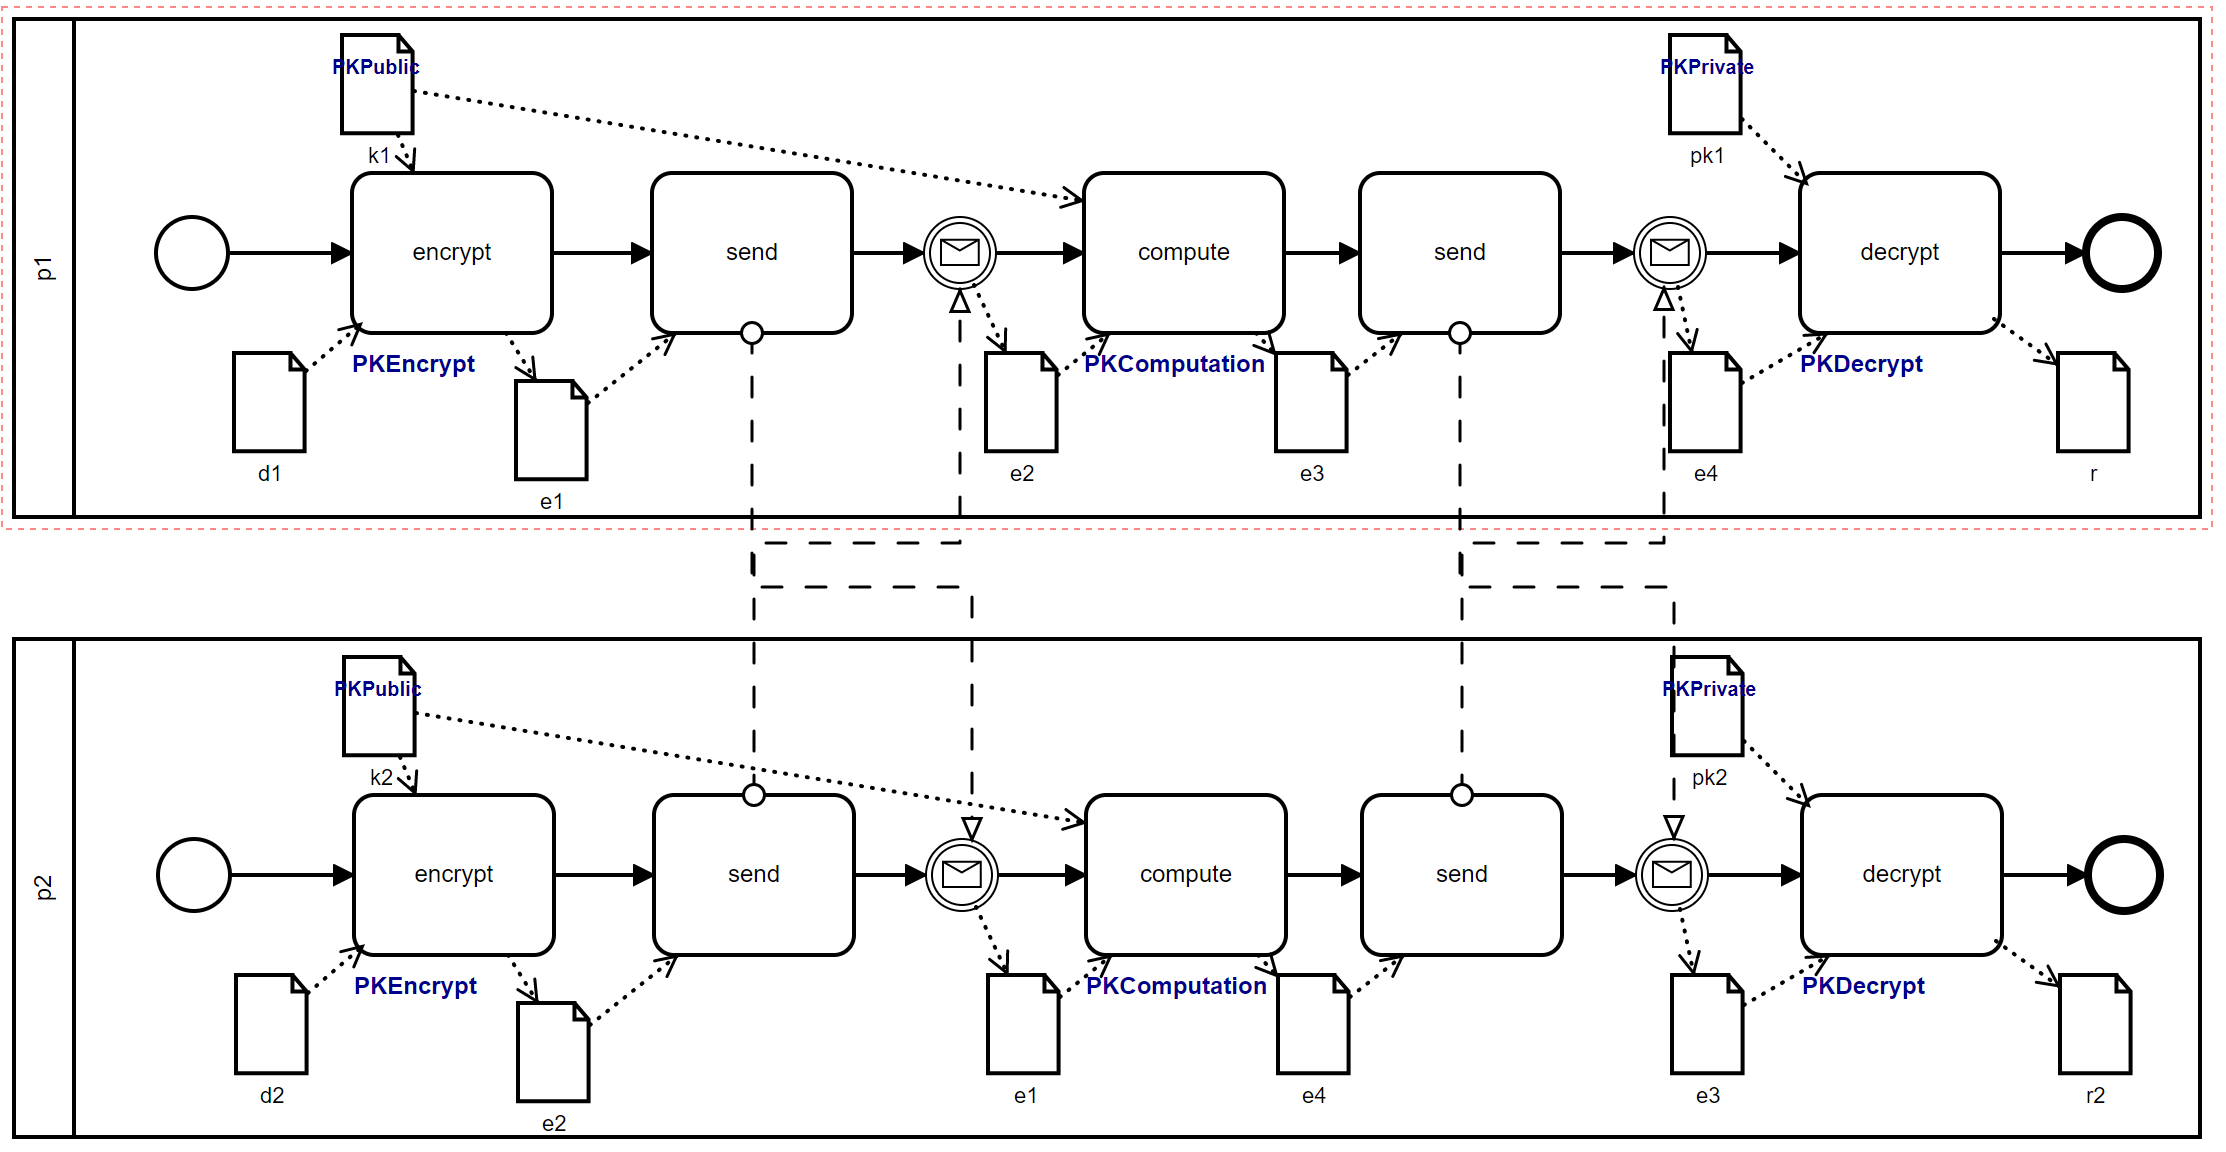 p1
PKPublic
k1
PKPrivate
pk1
encrypt
send
compute
send
decrypt
PKEncrypt
PKComputation
PKDecrypt
d1
e1
e2
e3
e4
r
p2
PKPublic
k2
PKPrivate
pk2
encrypt
send
compute
send
decrypt
PKEncrypt
PKComputation
PKDecrypt
d2
e2
e1
e4
e3
r2